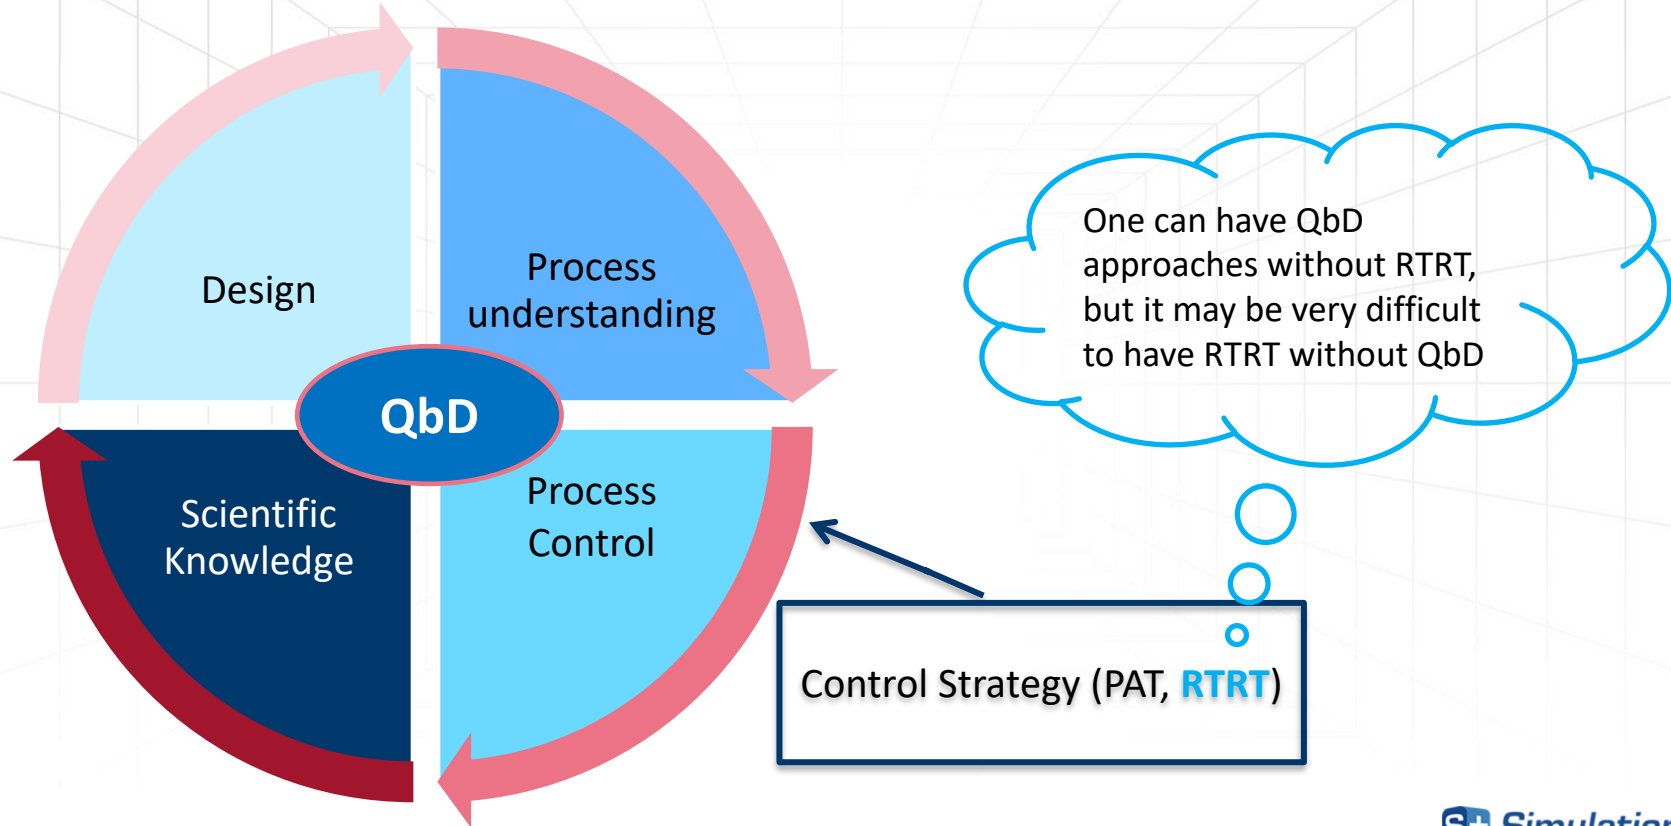 Design
Process
understanding
QbD
Scientific
Knowledge
Process
Control
One can have QbD
approaches without RTRT,
but it may be very difficult
to have RTRT without QbD
Control Strategy (PAT, RTRT)